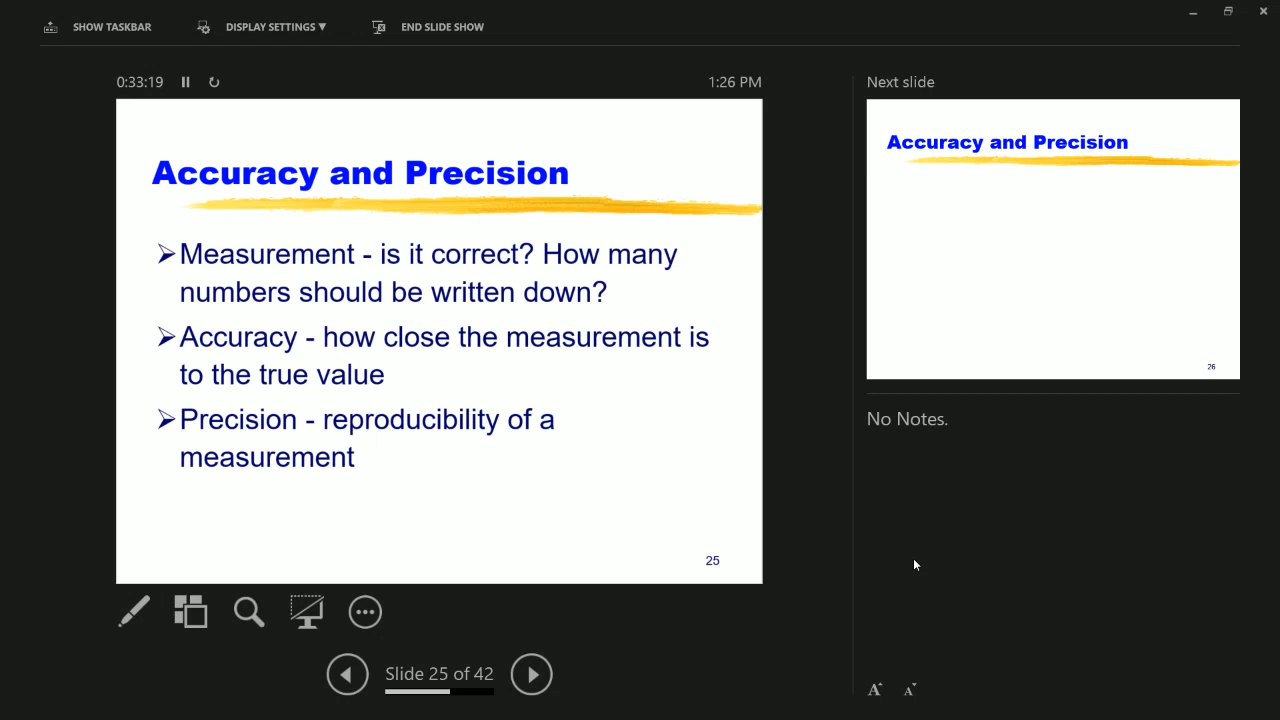 SHOW TASKBAR
DISPLAY SETTINGS ▼
END SLIDE SHOW
0:33:19
1:26 PM
Accuracy and Precision
➢Measurement - is it correct? How many
numbers should be written down?
➢Accuracy - how close the measurement is
to the true value
➢Precision - reproducibility of a
measurement
25
Slide 25 of 42
Next slide
Accuracy and Precision
26
No Notes.
A A